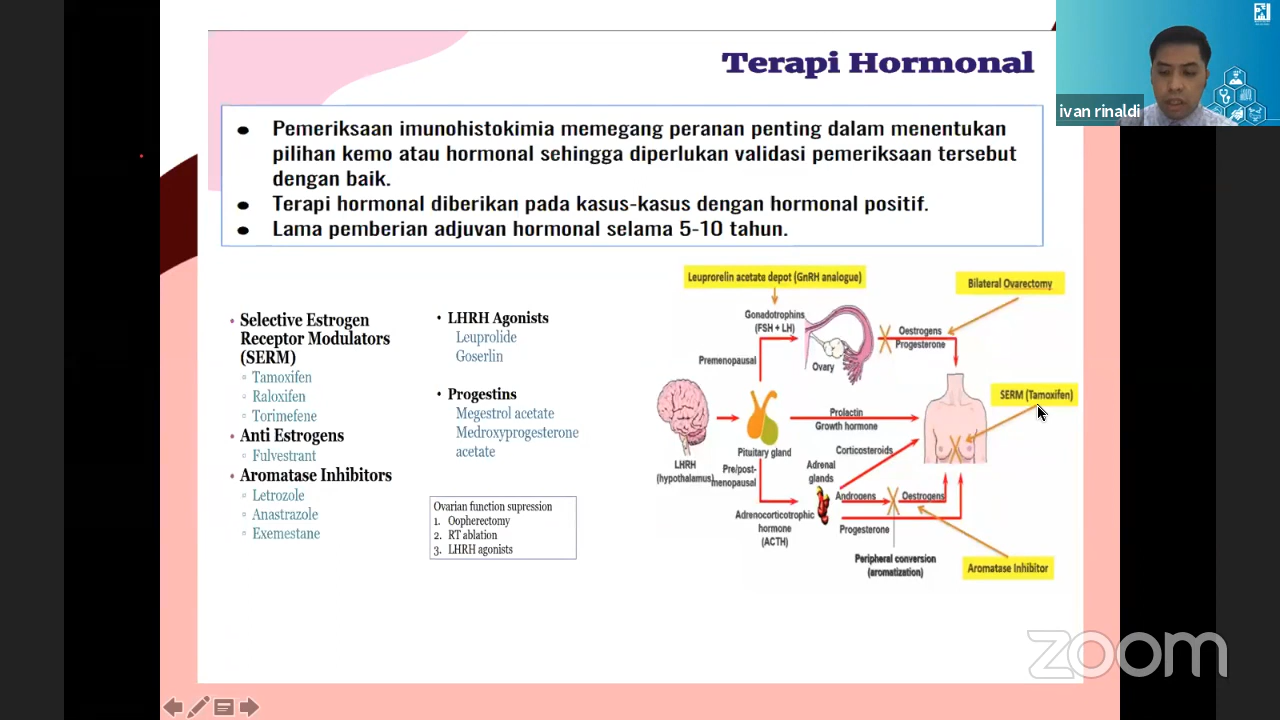 Terapi Hormonal
ivan rinaldi
• Pemeriksaan imunohistokimia memegang peranan penting dalam menentukan
pilihan kemo atau hormonal sehingga diperlukan validasi pemeriksaan tersebut
dengan baik.
• Terapi hormonal diberikan pada kasus-kasus dengan hormonal positif.
• Lama pemberian adjuvan hormonal selama 5-10 tahun.
• Selective Estrogen
Receptor Modulators
(SERM)
Tamoxifen
Raloxifen
Torimefene
• Anti Estrogens
Fulvestrant
• Aromatase Inhibitors
Letrozole
Anastrazole
Exemestane
• LHRH Agonists
Leuprolide
Goserlin
• Progestins
Megestrol acetate
Medroxyprogesterone
acetate
Ovarian function supression
1. Oopherectomy
2. RT ablation
3. LHRH agonists
Leuprorelin acetate depot (GnRH analogue)
Bilateral Ovarectomy
Gonadotrophins
(FSH + LH)
Oestrogens
Progesterone
Premenopausal
Ovary
SERM (Tamoxifen)
Prolactin
Growth hormone
Pituitary gland
Corticosteroids
LHRH
(hypothalamus)
Pre/post-
menopausal
Adrenal
glands
Androgens
Oestrogens
Adrenocorticotrophic
hormone
(ACTH)
Progesterone
Peripheral conversion
(aromatization)
Aromatase Inhibitor
zoom